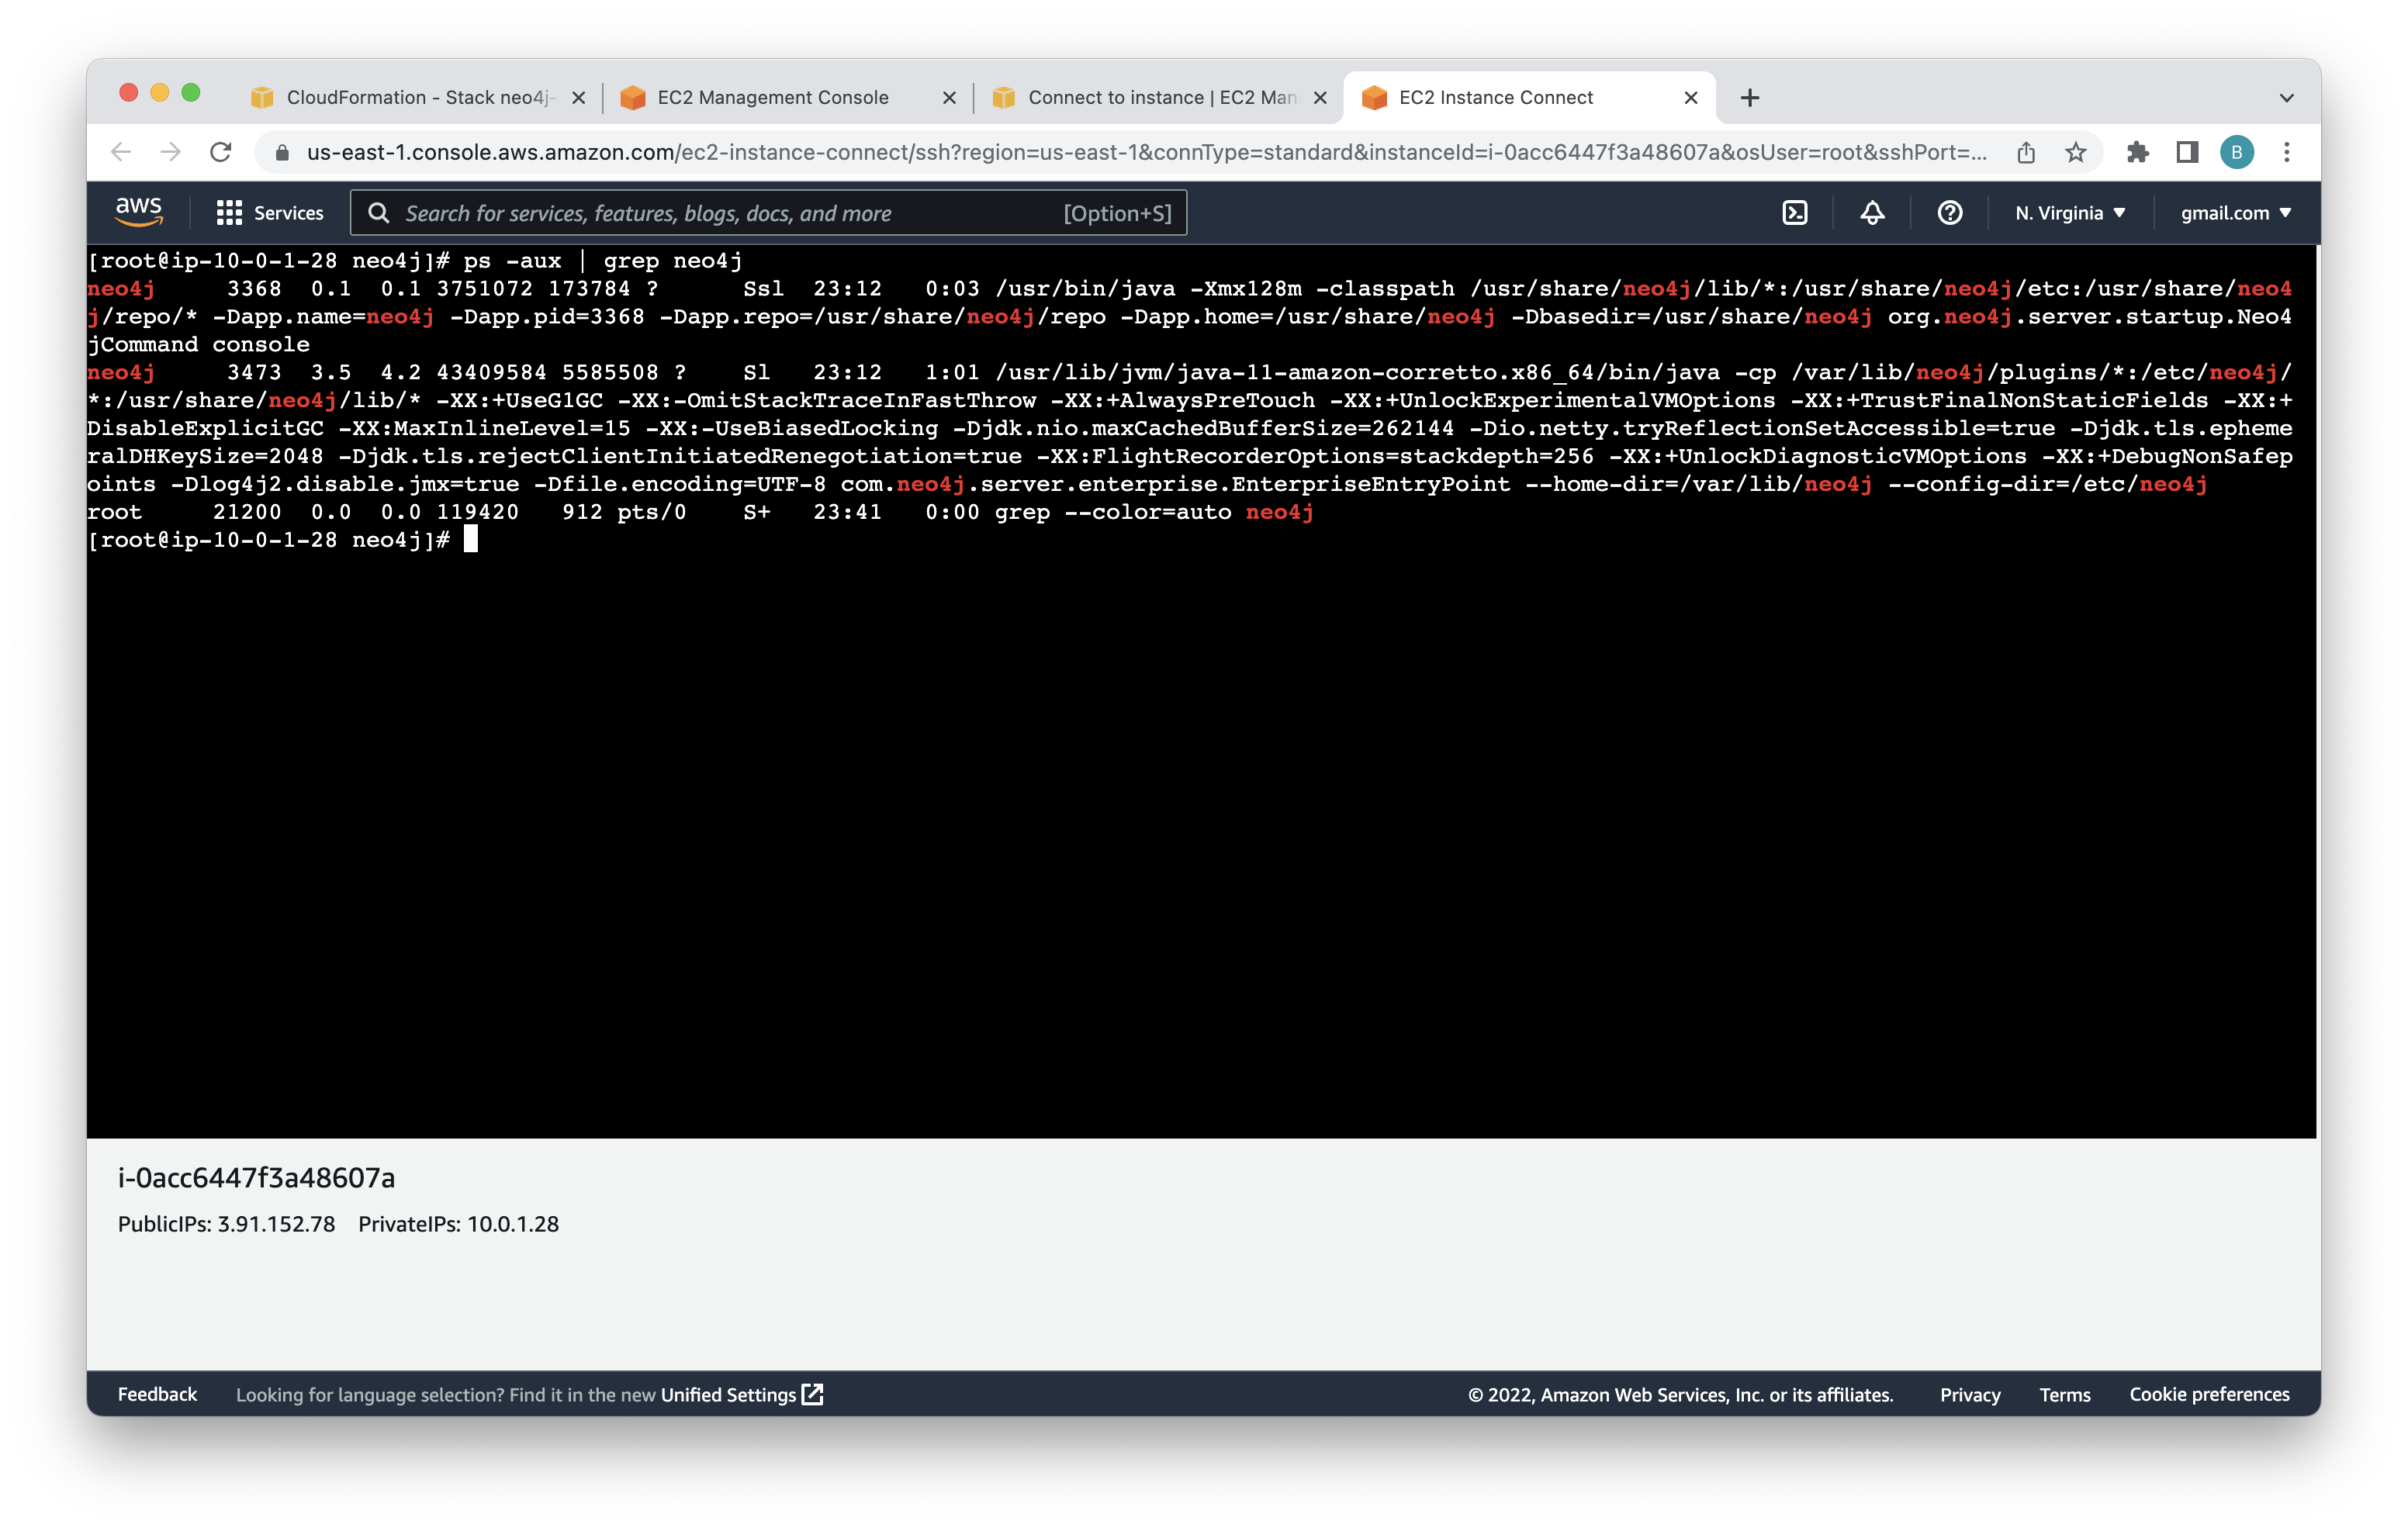 CloudFormation - Stack neo4j-
EC2 Management Console
Connect to instance | EC2 Man
EC2 Instance Connect
us-east-1.console.aws.amazon.com/ec2-instance-connect/ssh?region=us-east-1&connType=standard&instanceId=i-0acc6447f3a48607a&osUser=root&sshPort=...
B
aws
Services
Search for services, features, blogs, docs, and more
[Option+S]
N. Virginia
gmail.com
[root@ip-10-0-1-28 neo4j]# ps -aux | grep neo4j
neo4j 3368 0.1 0.1 3751072 173784 ? Ssl 23:12 0:03 /usr/bin/java -Xmx128m -classpath /usr/share/neo4j/lib/*:/usr/share/neo4j/etc:/usr/share/neo4
j/repo/* -Dapp.name=neo4j -Dapp.pid=3368 -Dapp.repo=/usr/share/neo4j/repo -Dapp.home=/usr/share/neo4j -Dbasedir=/usr/share/neo4j org.neo4j.server.startup.Neo4
jCommand console
neo4j 3473 3.5 4.2 43409584 5585508 ? Sl 23:12 1:01 /usr/lib/jvm/java-11-amazon-corretto.x86_64/bin/java -cp /var/lib/neo4j/plugins/*:/etc/neo4j/
*:/usr/share/neo4j/lib/* -XX:+UseG1GC -XX:-OmitStackTraceInFastThrow -XX:+AlwaysPreTouch -XX:+UnlockExperimentalVMOptions -XX:+TrustFinalNonStaticFields -XX:+
DisableExplicitGC -XX:MaxInlineLevel=15 -XX:-UseBiasedLocking -Djdk.nio.maxCachedBufferSize=262144 -Dio.netty.tryReflectionSetAccessible=true -Djdk.tls.epheme
ralDHKeySize=2048 -Djdk.tls.rejectClientInitiatedRenegotiation=true -XX:FlightRecorderOptions=stackdepth=256 -XX:+UnlockDiagnosticVMOptions -XX:+DebugNonSafep
oints -Dlog4j2.disable.jmx=true -Dfile.encoding=UTF-8 com.neo4j.server.enterprise.EnterpriseEntryPoint --home-dir=/var/lib/neo4j --config-dir=/etc/neo4j
root 21200 0.0 0.0 119420 912 pts/0 S+ 23:41 0:00 grep --color=auto neo4j
[root@ip-10-0-1-28 neo4j]#
i-0acc6447f3a48607a
PublicIPs: 3.91.152.78 PrivateIPs: 10.0.1.28
Feedback
Looking for language selection? Find it in the new Unified Settings
© 2022, Amazon Web Services, Inc. or its affiliates.
Privacy
Terms
Cookie preferences